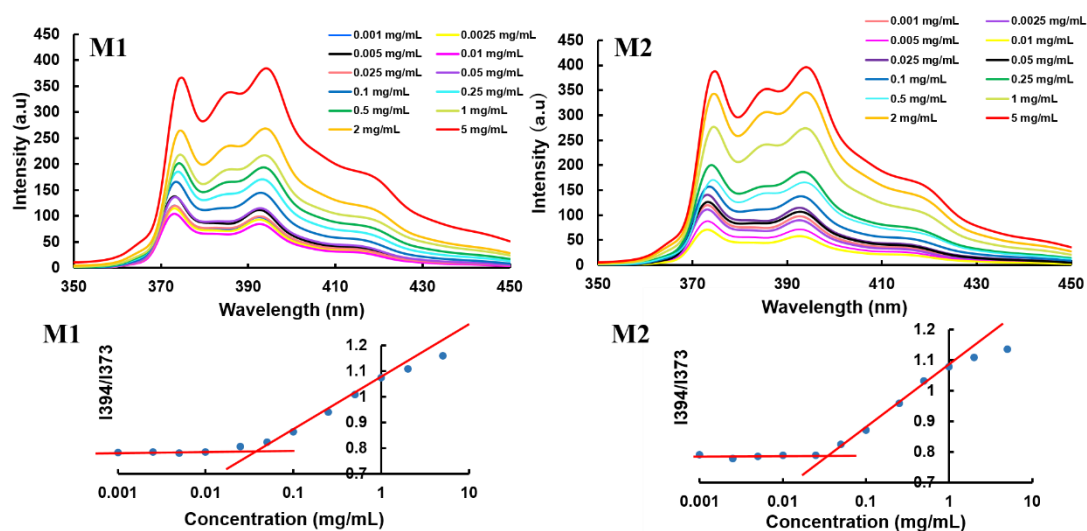 M1
0.001 mg/mL 0.0025 mg/mL
0.005 mg/mL 0.01 mg/mL
0.025 mg/mL 0.05 mg/mL
0.1 mg/mL 0.25 mg/mL
0.5 mg/mL 1 mg/mL
2 mg/mL 5 mg/mL
Intensity (a.u)
450
400
350
300
250
200
150
100
50
0
350 370 390 410 430 450
Wavelength (nm)
M2
0.001 mg/mL 0.0025 mg/mL
0.005 mg/mL 0.01 mg/mL
0.025 mg/mL 0.05 mg/mL
0.1 mg/mL 0.25 mg/mL
0.5 mg/mL 1 mg/mL
2 mg/mL 5 mg/mL
Intensity（a.u）
450
400
350
300
250
200
150
100
50
0
350 370 390 410 430 450
Wavelength (nm)
M1
I394/I373
1.2
1.1
1.0
0.9
0.8
0.7
0.001 0.01 0.1 1 10
Concentration (mg/mL)
M2
I394/I373
1.2
1.1
1.0
0.9
0.8
0.7
0.001 0.01 0.1 1 10
Concentration (mg/mL)